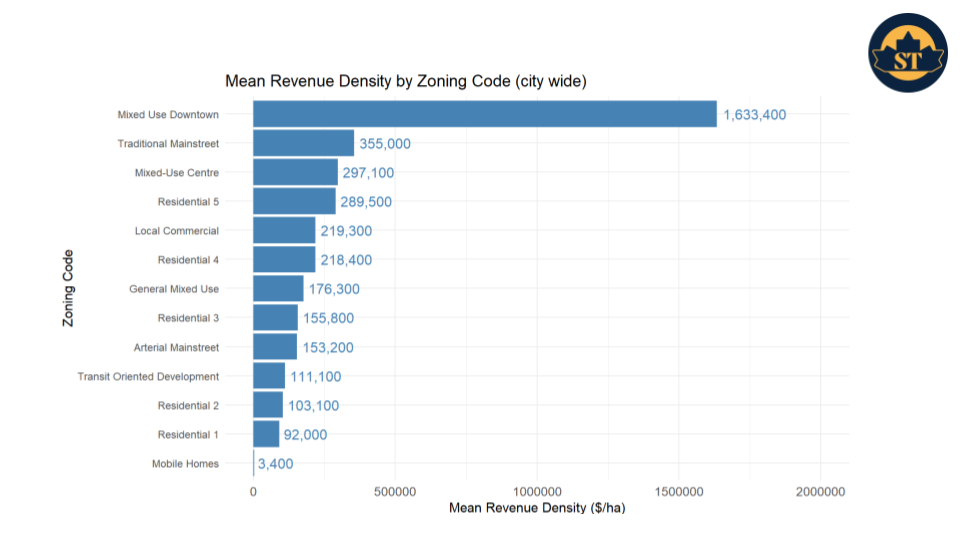 ST
Mean Revenue Density by Zoning Code (city wide)
Zoning Code
Mixed Use Downtown 1,633,400
Traditional Mainstreet 355,000
Mixed-Use Centre 297,100
Residential 5 289,500
Local Commercial 219,300
Residential 4 218,400
General Mixed Use 176,300
Residential 3 155,800
Arterial Mainstreet 153,200
Transit Oriented Development 111,100
Residential 2 103,100
Residential 1 92,000
Mobile Homes 3,400
0 500000 1000000 1500000 2000000
Mean Revenue Density ($/ha)